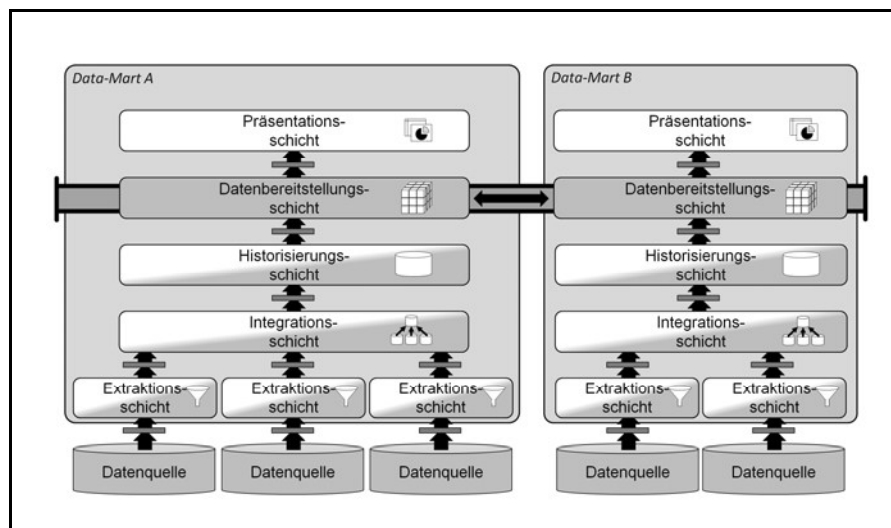 Data-Mart A
Präsentations-
schicht
Datenbereitstellungs-
schicht
Historisierungs-
schicht
Integrations-
schicht
Extraktions-
schicht
Extraktions-
schicht
Extraktions-
schicht
Datenquelle
Datenquelle
Datenquelle
Data-Mart B
Präsentations-
schicht
Datenbereitstellungs-
schicht
Historisierungs-
schicht
Integrations-
schicht
Extraktions-
schicht
Extraktions-
schicht
Datenquelle
Datenquelle